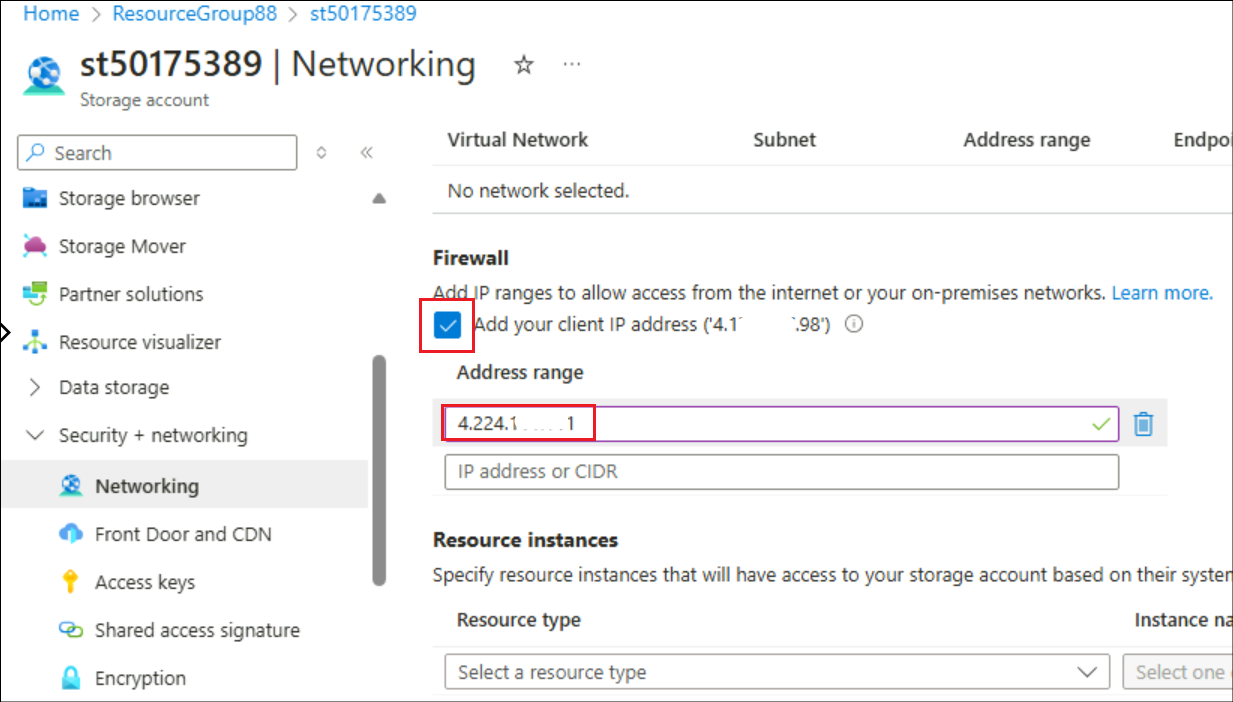 Home > ResourceGroup88 > st50175389
st50175389 | Networking
Storage account
Search
Storage browser
Storage Mover
Partner solutions
Resource visualizer
Data storage
Security + networking
Networking
Front Door and CDN
Access keys
Shared access signature
Encryption
Virtual Network Subnet Address range
No network selected.
Firewall
Add IP ranges to allow access from the internet or your on-premises networks. Learn more.
Add your client IP address ('4.1 .98')
Address range
4.224.1 1
IP address or CIDR
Resource instances
Specify resource instances that will have access to your storage account based on their
Resource type Instance
Select a resource type
Select one